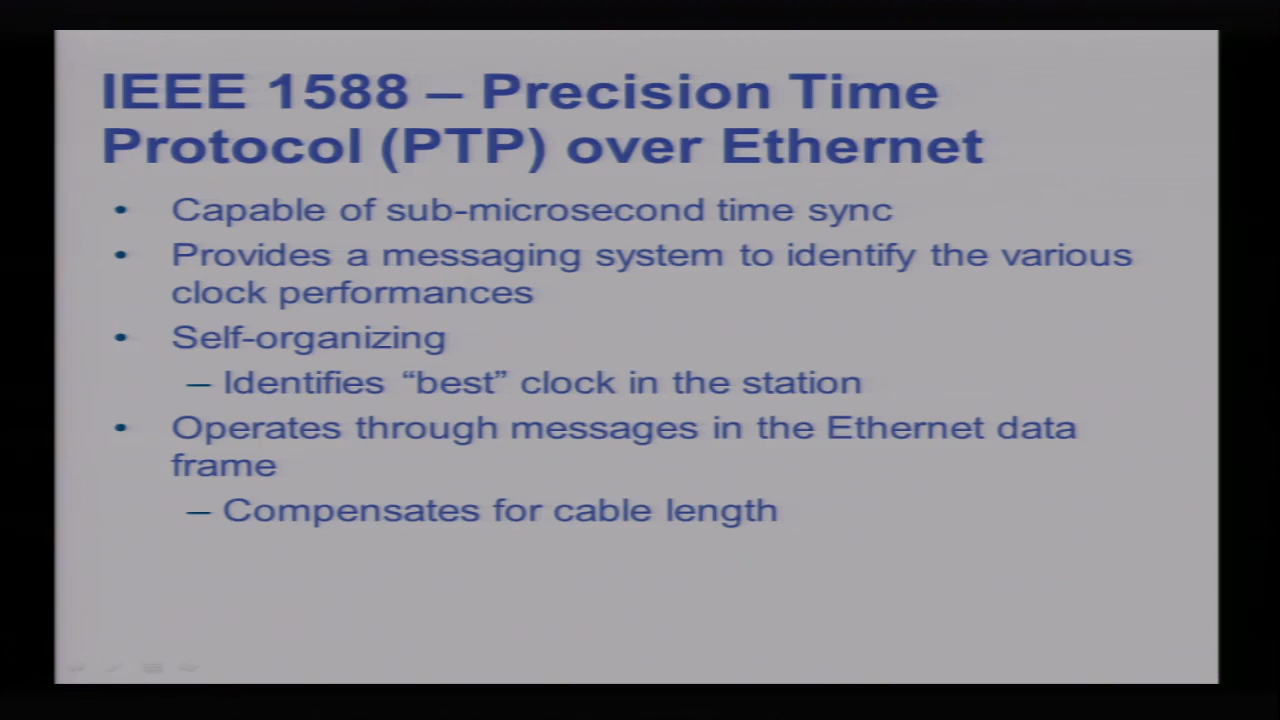 IEEE 1588 – Precision Time
Protocol (PTP) over Ethernet
• Capable of sub-microsecond time sync
• Provides a messaging system to identify the various
clock performances
• Self-organizing
– Identifies “best” clock in the station
• Operates through messages in the Ethernet data
frame
– Compensates for cable length